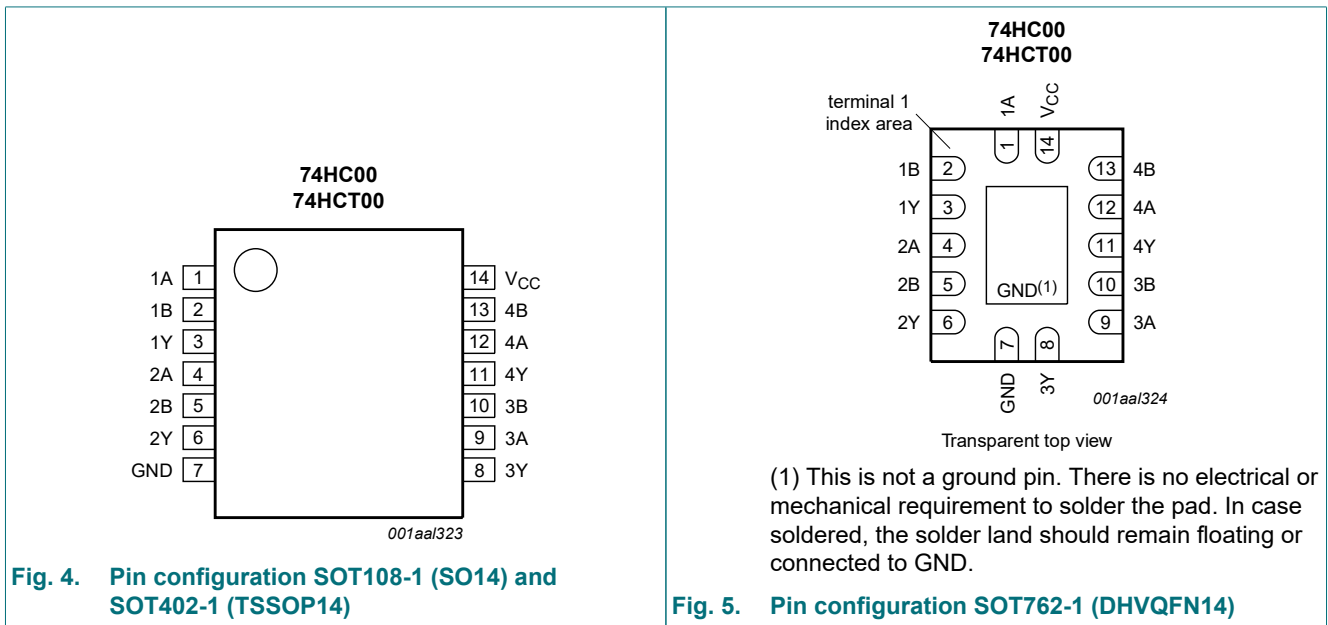 74HC00
74HCT00
1A 1 14 VCC
1B 2 13 4B
1Y 3 12 4A
2A 4 11 4Y
2B 5 10 3B
2Y 6 9 3A
GND 7 8 3Y
001aal323
Fig. 4. Pin configuration SOT108-1 (SO14) and
SOT402-1 (TSSOP14)
74HC00
74HCT00
terminal 1
index area
1A VCC
1 14
1B 2 13 4B
1Y 3 12 4A
2A 4 11 4Y
2B 5 10 3B
GND(1)
2Y 6 9 3A
7 8
GND 3Y
001aal324
Transparent top view
(1) This is not a ground pin. There is no electrical or
mechanical requirement to solder the pad. In case
soldered, the solder land should remain floating or
connected to GND.
Fig. 5. Pin configuration SOT762-1 (DHVQFN14)